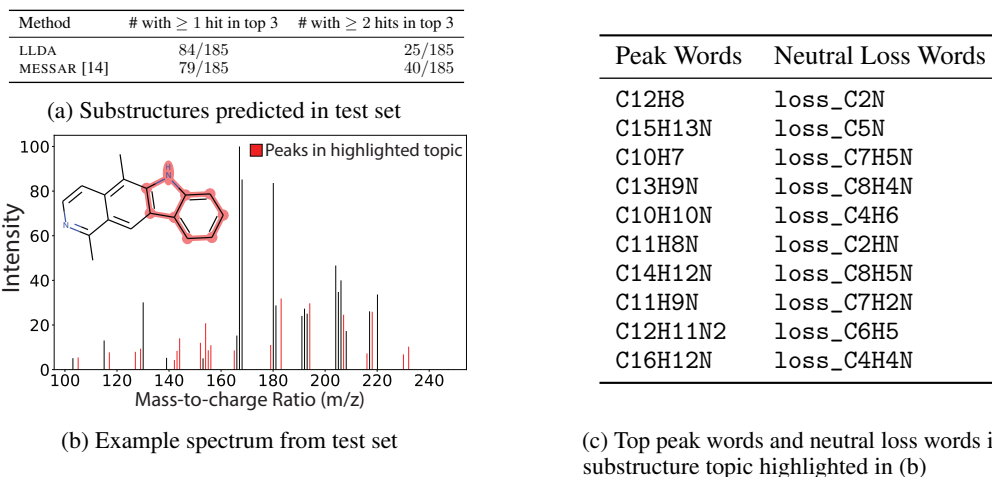 Method # with ≥ 1 hit in top 3 # with ≥ 2 hits in top 3
LLDA 84/185 25/185
MESSAR [14] 79/185 40/185
(a) Substructures predicted in test set
Peaks in highlighted topic
H
N
N
Intensity
100
80
60
40
20
0
100 120 140 160 180 200 220 240
Mass-to-charge Ratio (m/z)
(b) Example spectrum from test set
Peak Words Neutral Loss Words
C12H8 loss_C2N
C15H13N loss_C5N
C10H7 loss_C7H5N
C13H9N loss_C8H4N
C10H10N loss_C4H6
C11H8N loss_C2HN
C14H12N loss_C8H5N
C11H9N loss_C7H2N
C12H11N2 loss_C6H5
C16H12N loss_C4H4N
(c) Top peak words and neutral loss words i
substructure topic highlighted in (b)